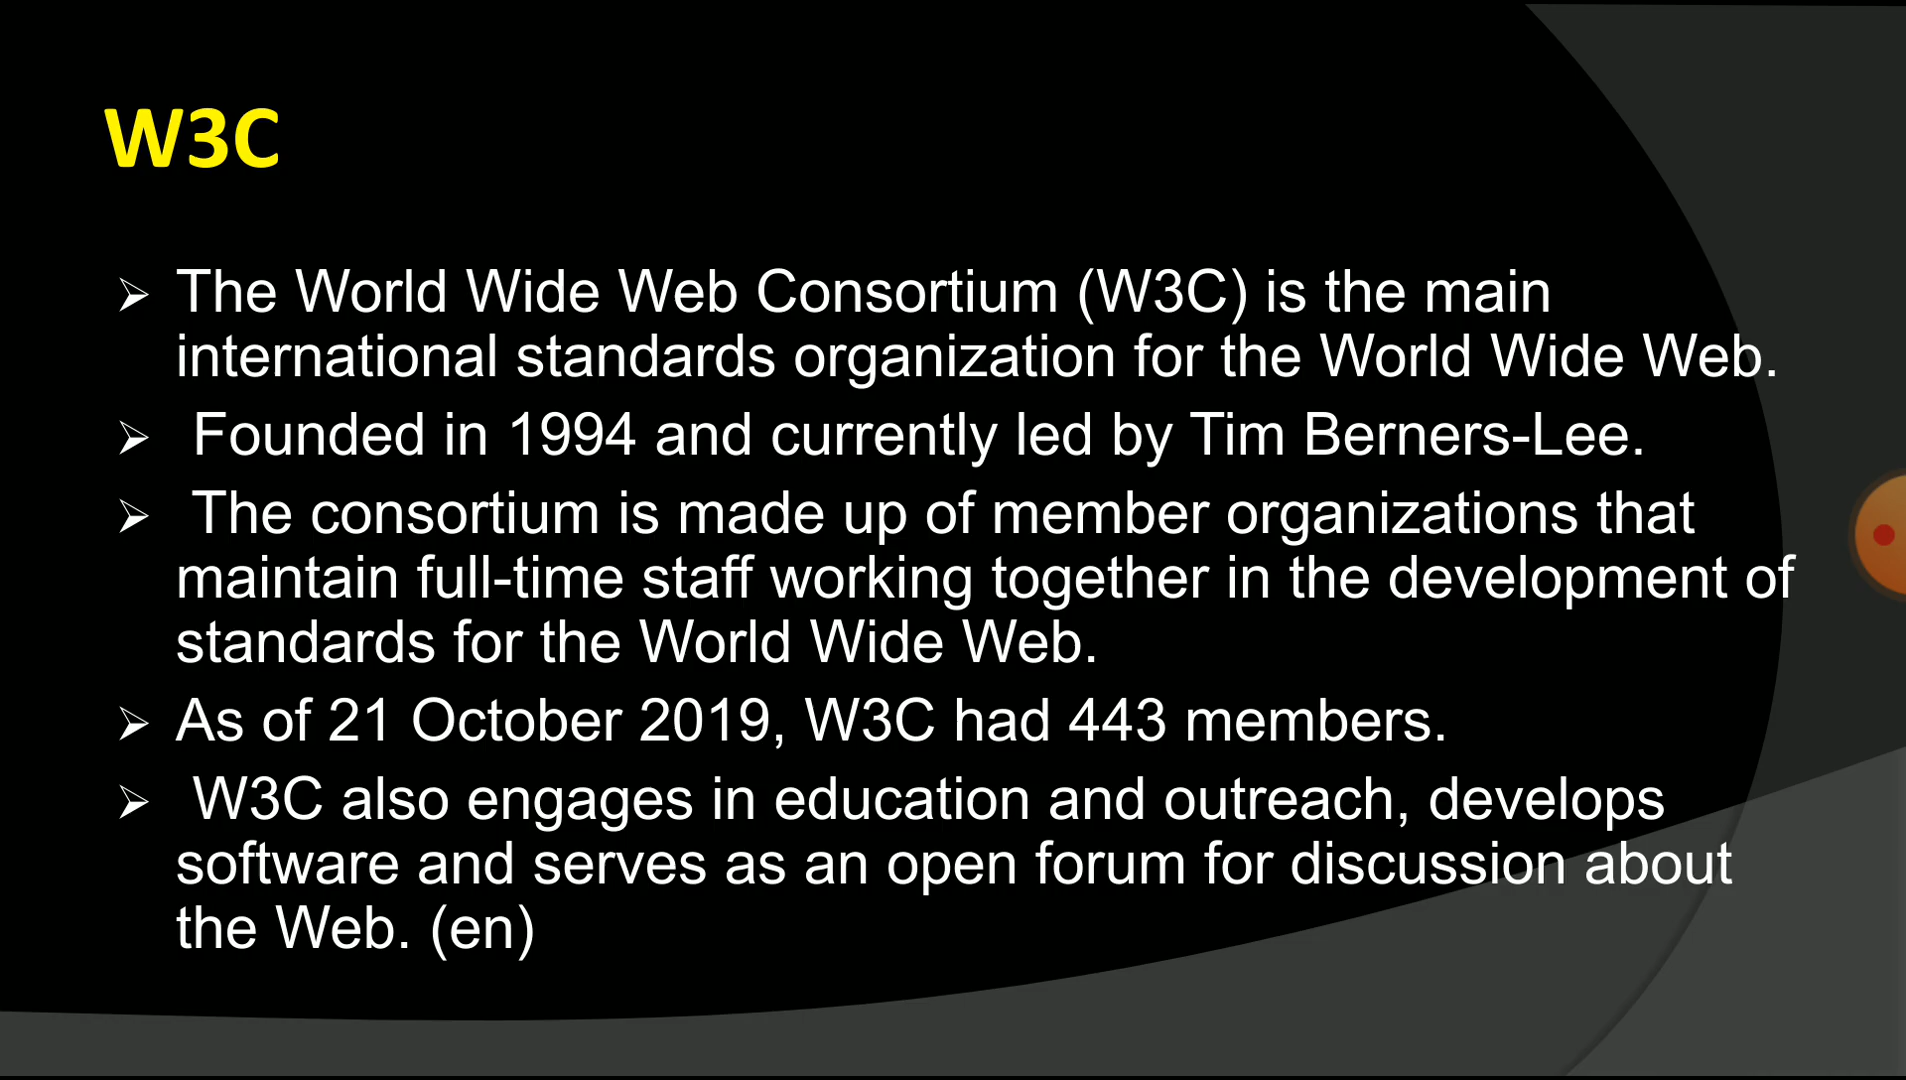 W3C
The World Wide Web Consortium (W3C) is the main
international standards organization for the World Wide Web.
Founded in 1994 and currently led by Tim Berners-Lee.
The consortium is made up of member organizations that
maintain full-time staff working together in the development of
standards for the World Wide Web.
As of 21 October 2019, W3C had 443 members.
W3C also engages in education and outreach, develops
software and serves as an open forum for discussion about
the Web. (en)